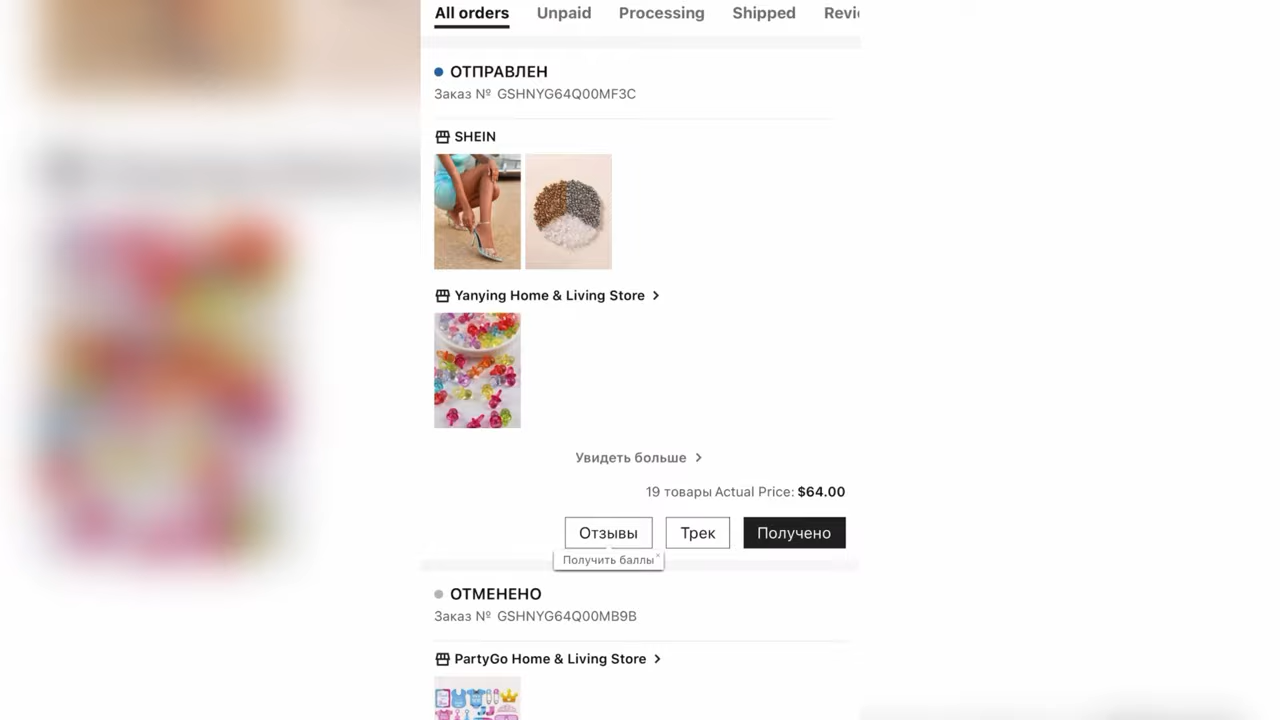 All orders Unpaid Processing Shipped Revie
ОТПРАВЛЕН
Заказ № GSHNYG64Q00MF3C
SHEIN
Yanying Home & Living Store >
Увидеть больше >
19 товары Actual Price: $64.00
Отзывы Трек Получено
Получить баллы ×
ОТМЕНЕНО
Заказ № GSHNYG64Q00MB9B
PartyGo Home & Living Store >